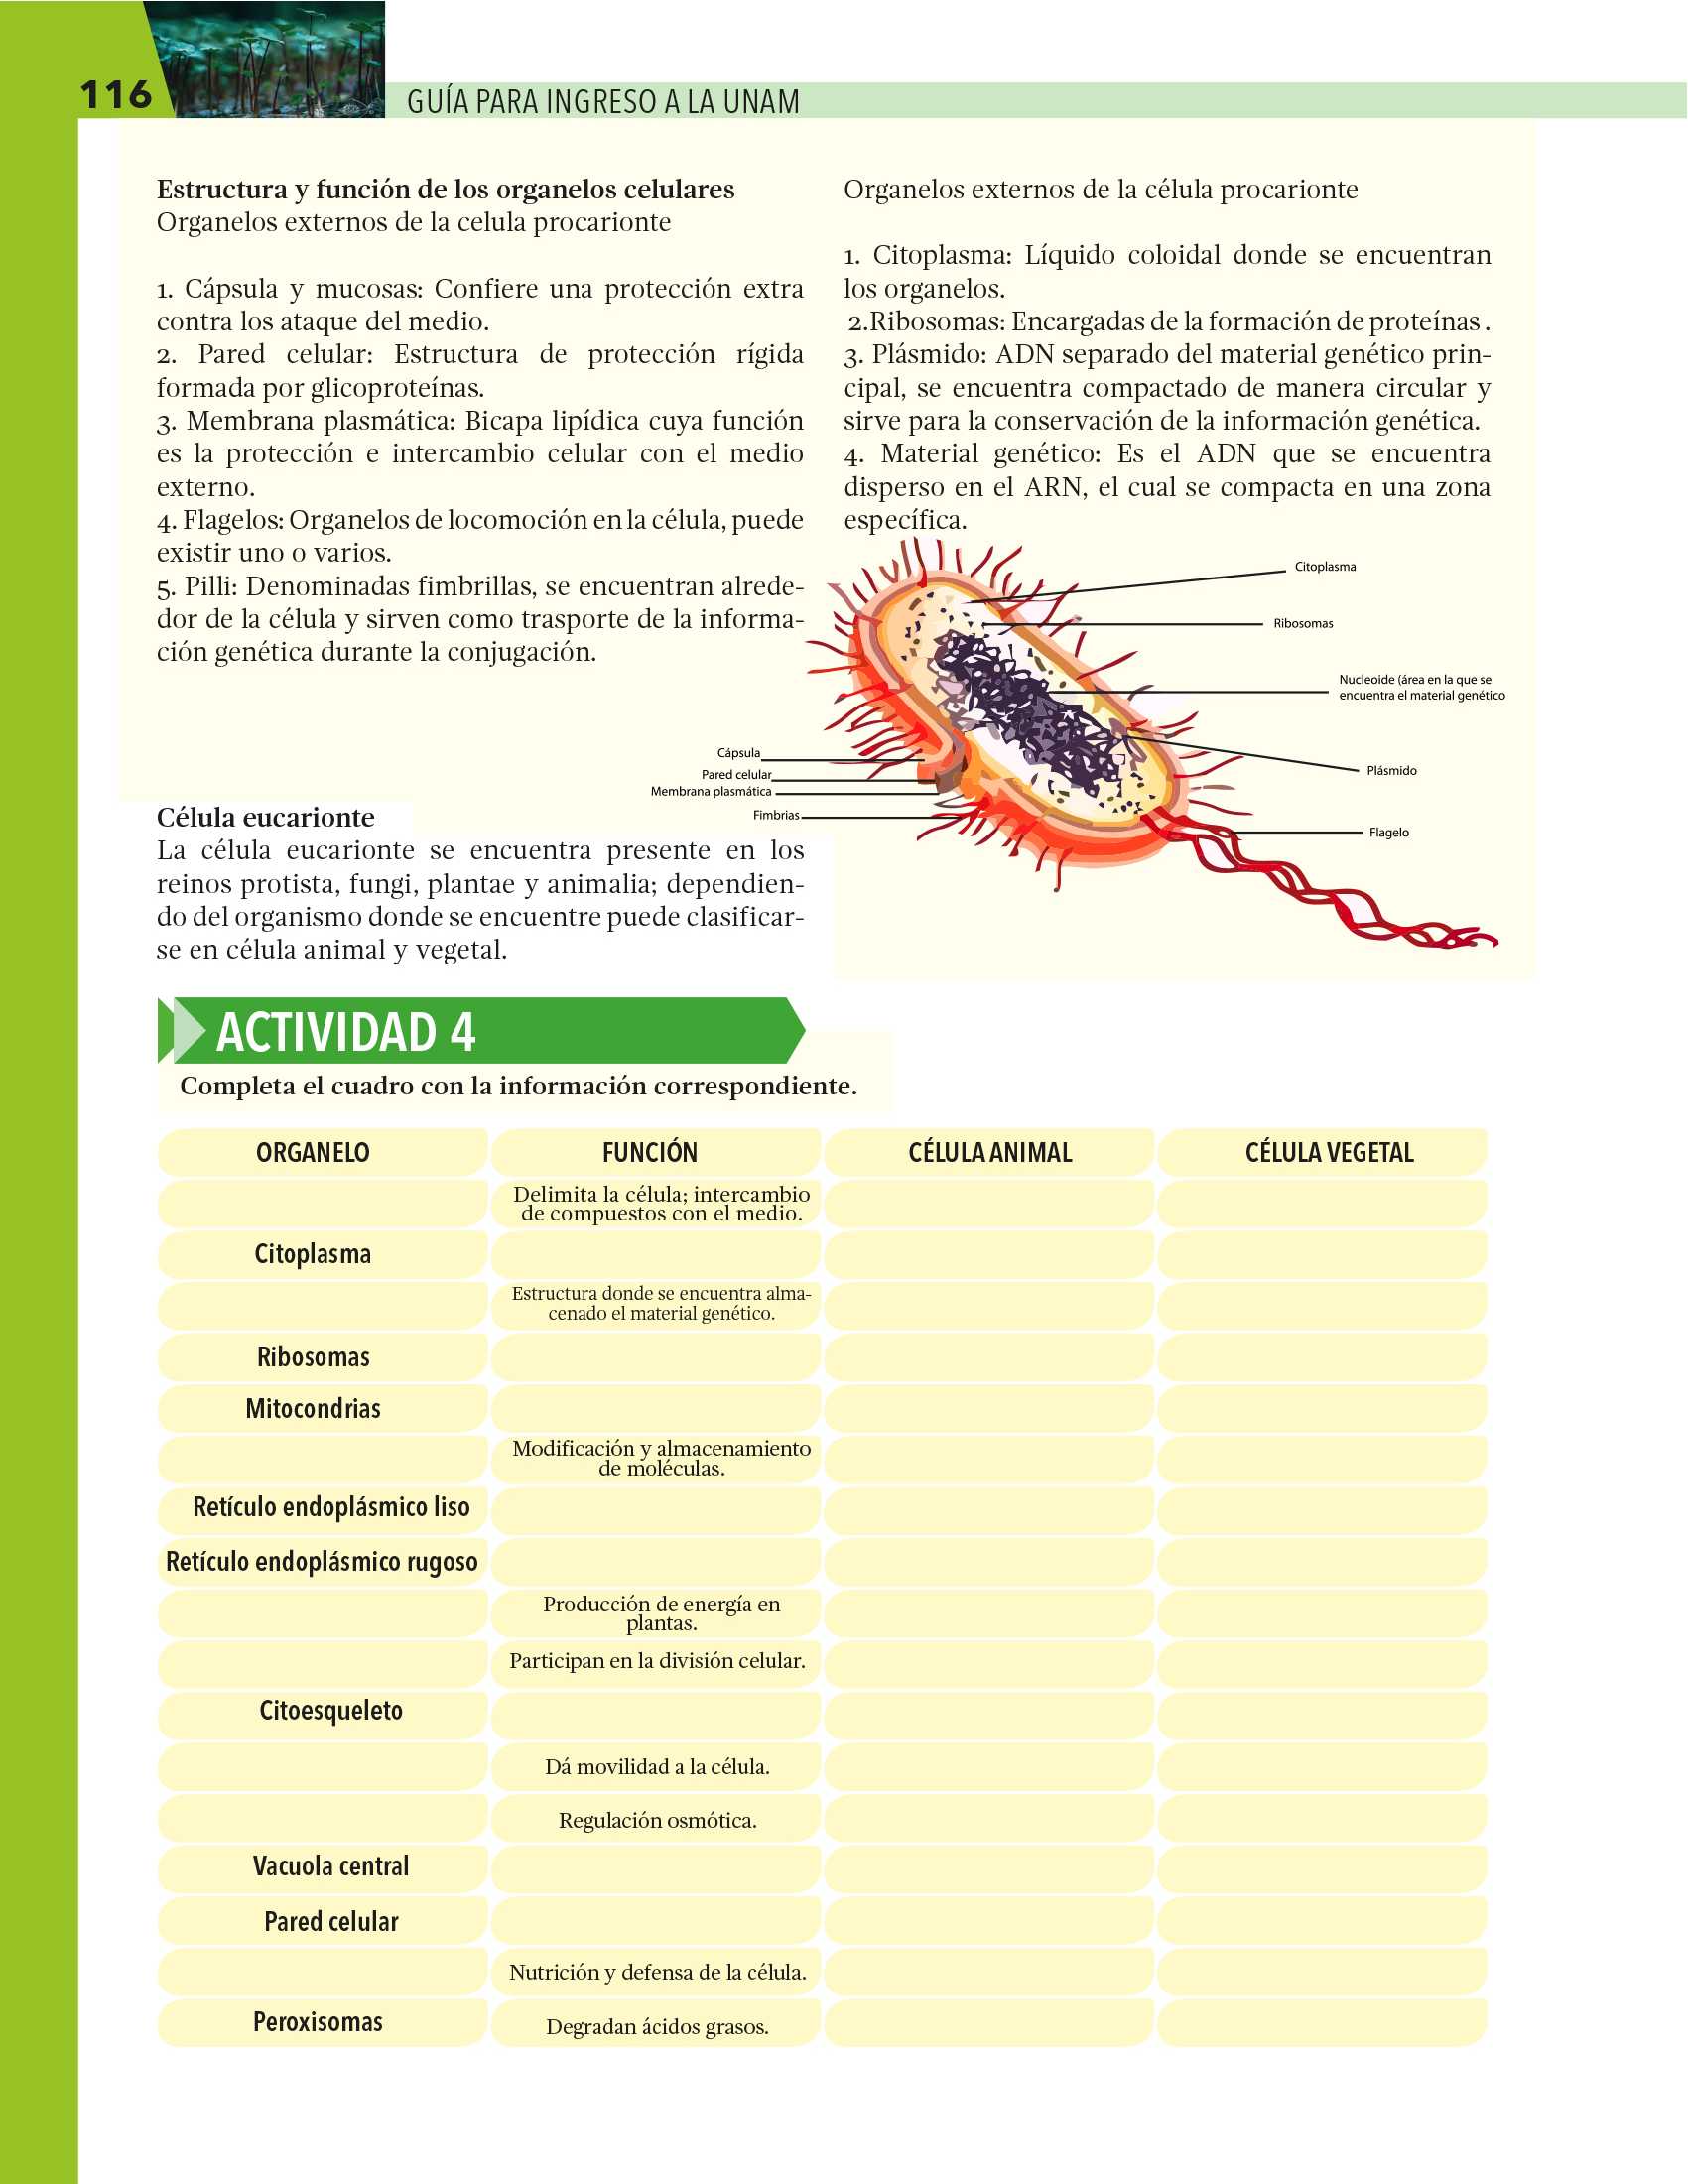 116
GUÍA PARA INGRESO A LA UNAM
Estructura y función de los organelos celulares
Organelos externos de la celula procarionte
1. Cápsula y mucosas: Confiere una protección extra
contra los ataque del medio.
2. Pared celular: Estructura de protección rígida
formada por glicoproteínas.
3. Membrana plasmática: Bicapa lipídica cuya función
es la protección e intercambio celular con el medio
externo.
4. Flagelos: Organelos de locomoción en la célula, puede
existir uno o varios.
5. Pilli: Denominadas fimbrillas, se encuentran alrede-
dor de la célula y sirven como trasporte de la informa-
ción genética durante la conjugación.
Organelos externos de la célula procarionte
1. Citoplasma: Líquido coloidal donde se encuentran
los organelos.
2.Ribosomas: Encargadas de la formación de proteínas .
3. Plásmido: ADN separado del material genético prin-
cipal, se encuentra compactado de manera circular y
sirve para la conservación de la información genética.
4. Material genético: Es el ADN que se encuentra
disperso en el ARN, el cual se compacta en una zona
específica.
Citoplasma
Ribosomas
Nucleoide (área en la que se
encuentra el material genético
Plásmido
Flagelo
Cápsula
Pared celular
Membrana plasmática
Fimbrias
Célula eucarionte
La célula eucarionte se encuentra presente en los
reinos protista, fungi, plantae y animalia; dependien-
do del organismo donde se encuentre puede clasificar-
se en célula animal y vegetal.
ACTIVIDAD 4
Completa el cuadro con la información correspondiente.
ORGANELO FUNCIÓN CÉLULA ANIMAL CÉLULA VEGETAL
Delimita la célula; intercambio
de compuestos con el medio.
Citoplasma
Estructura donde se encuentra alma-
cenado el material genético.
Ribosomas
Mitocondrias
Modificación y almacenamiento
de moléculas.
Retículo endoplásmico liso
Retículo endoplásmico rugoso
Producción de energía en
plantas.
Participan en la división celular.
Citoesqueleto
Dá movilidad a la célula.
Regulación osmótica.
Vacuola central
Pared celular
Nutrición y defensa de la célula.
Peroxisomas Degradan ácidos grasos.